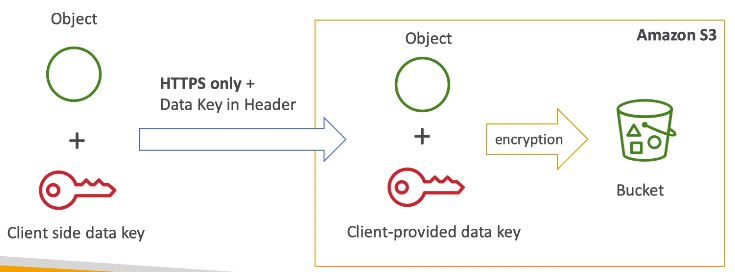 Object
HTTPS only +
Data Key in Header
+
Client side data key
Amazon S3
Object
+
encryption
Client-provided data key
Bucket